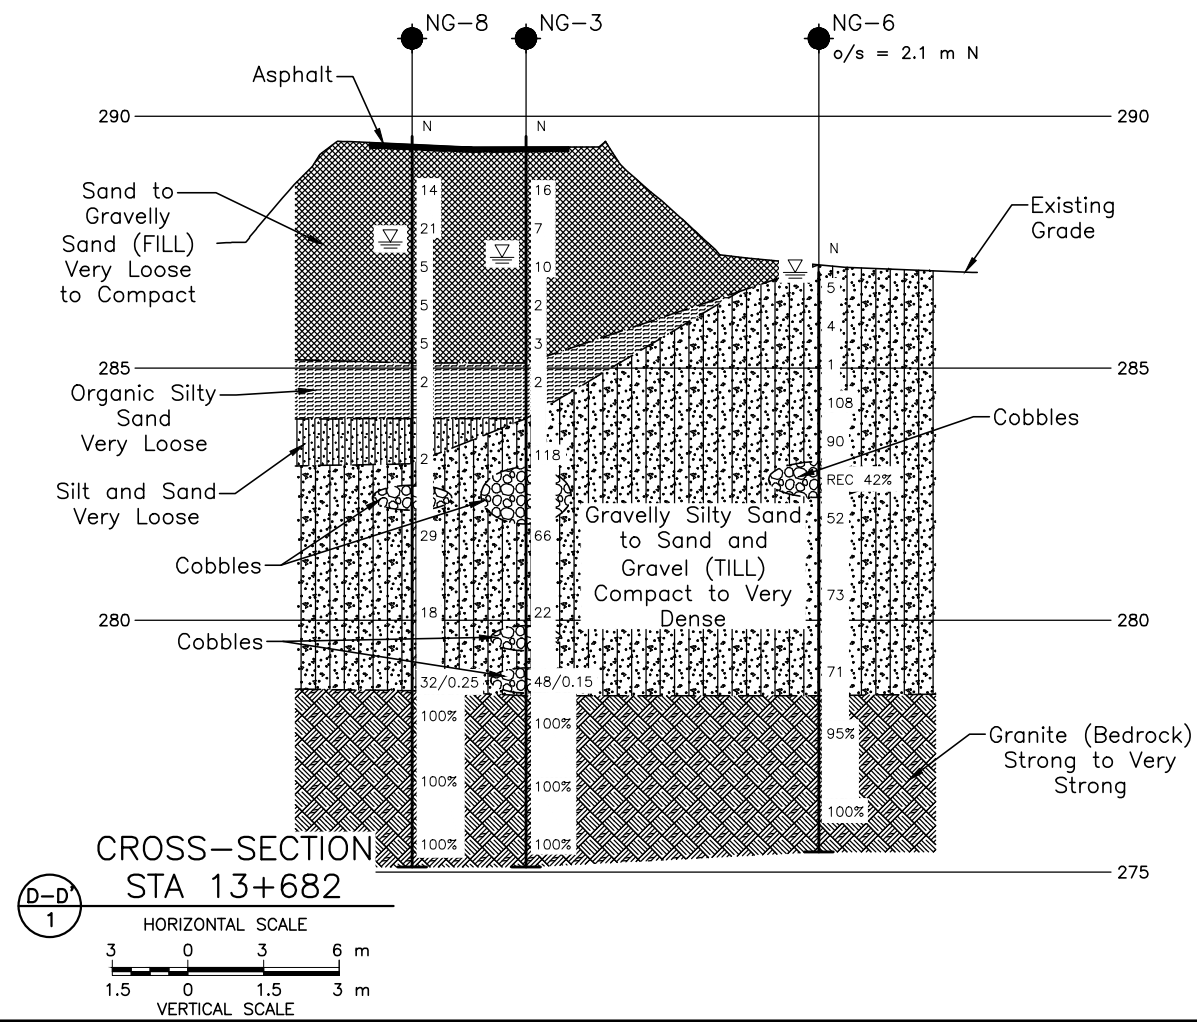 NG-8
NG-3
NG-6
o/s = 2.1 m N
Asphalt
290
290
N
N
N
Sand to
Gravelly
Sand (FILL)
Very Loose
to Compact
Existing
Grade
14
21
5
5
5
2
2
29
18
32/0.25
100%
100%
100%
16
7
10
2
3
2
118
66
22
48/0.15
100%
100%
100%
5
4
1
108
90
REC 42%
52
73
71
95%
100%
285
285
Organic Silty
Sand
Very Loose
Cobbles
Silt and Sand
Very Loose
Gravelly Silty Sand
to Sand and
Gravel (TILL)
Compact to Very
Dense
Cobbles
280
280
Cobbles
Granite (Bedrock)
Strong to Very
Strong
275
CROSS-SECTION
STA 13+682
D-D'
1
HORIZONTAL SCALE
3 0 3 6 m
1.5 0 1.5 3 m
VERTICAL SCALE